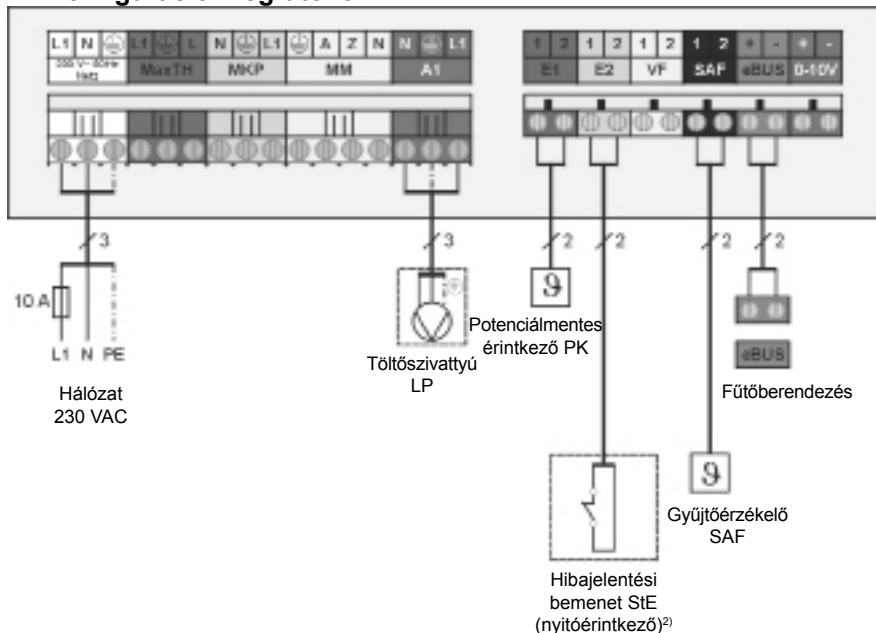 L1 N L1 L N L1 A Z N N L1 1 2 1 2 1 2 1 2 + - + -
230 V~ 50Hz
Netz
MaxTH MKP MM A1 E1 E2 VF SAF eBUS 0-10V
3 3 2 2 2 2
10 A
L1 N PE
Hálózat
230 VAC
Töltőszivattyú
LP
Potenciálmentes
érintkező PK
eBUS
Fűtőberendezés
Gyűjtőérzékelő
SAF
Hibajelentési
bemenet StE
(nyitóérintkező)2)